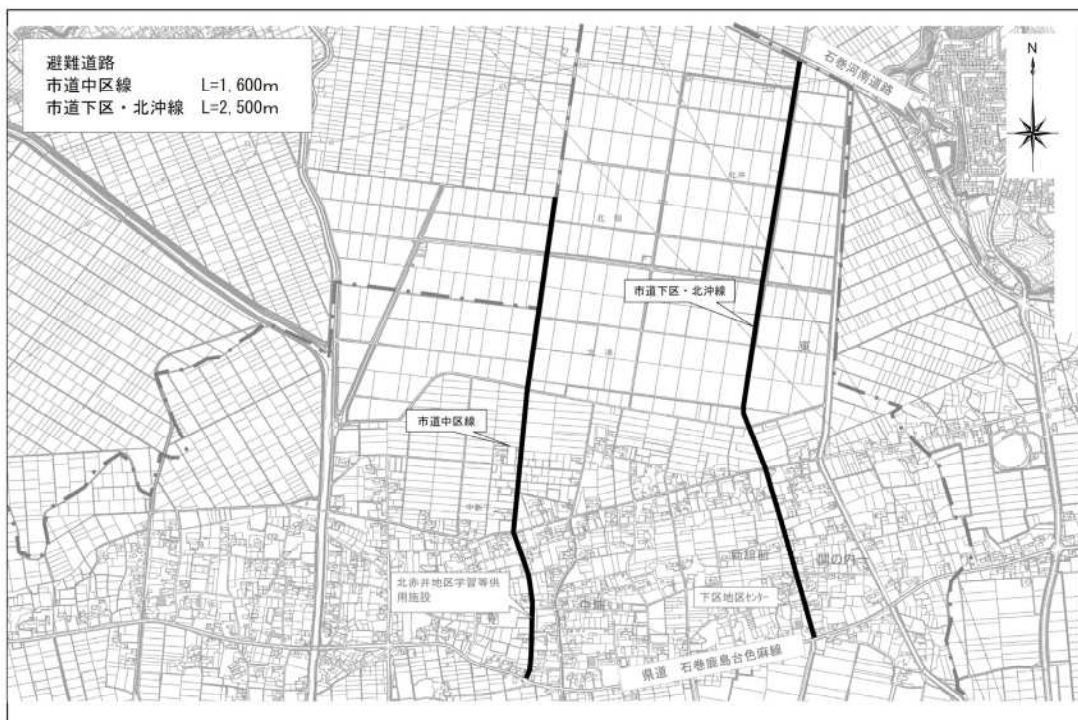 避難道路
市道中区線 L=1,600m
市道下区・北沖線 L=2,500m
石巻河南道路
N
市道下区・北沖線
市道中区線
北赤井地区学習等供
用施設
下区地区センター
県道 石巻鹿島台色麻線